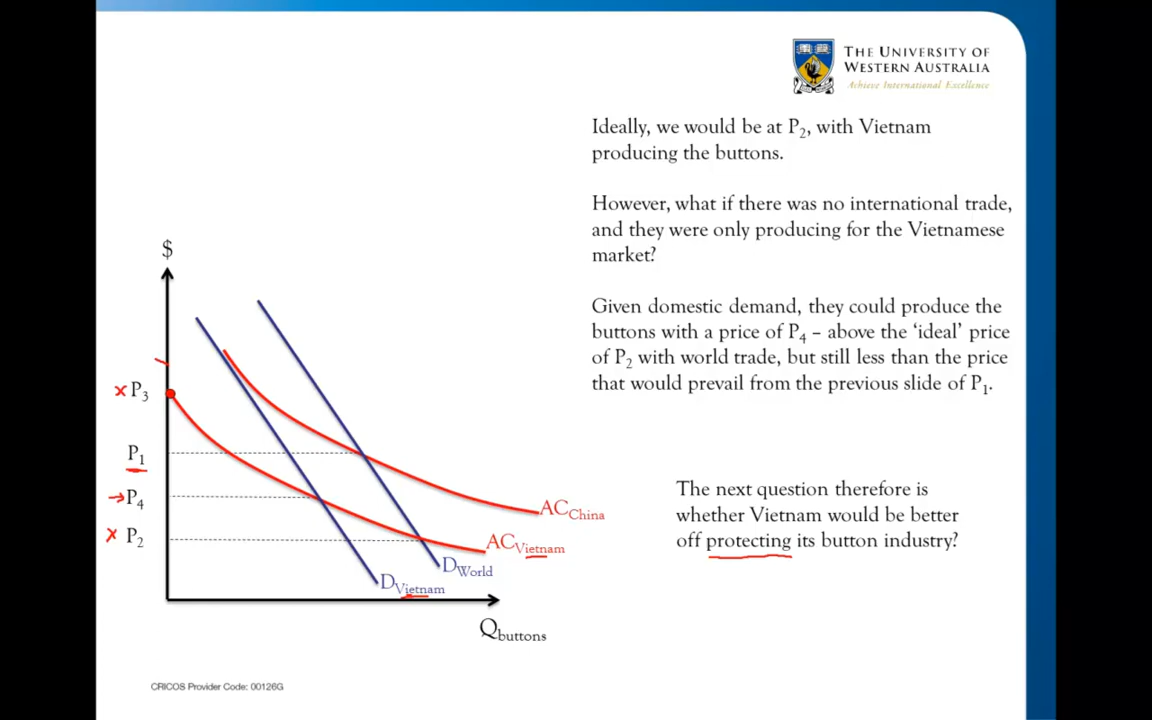 THE UNIVERSITY OF
WESTERN AUSTRALIA
Achieve International Excellence
Ideally, we would be at P2, with Vietnam
producing the buttons.
However, what if there was no international trade,
and they were only producing for the Vietnamese
market?
Given domestic demand, they could produce the
buttons with a price of P4 – above the ‘ideal’ price
of P2 with world trade, but still less than the price
that would prevail from the previous slide of P1.
The next question therefore is
whether Vietnam would be better
off protecting its button industry?
$
x P3
P1
→P4
x P2
ACChina
ACVietnam
DWorld
DVietnam
Qbuttons
CRICOS Provider Code: 00126G